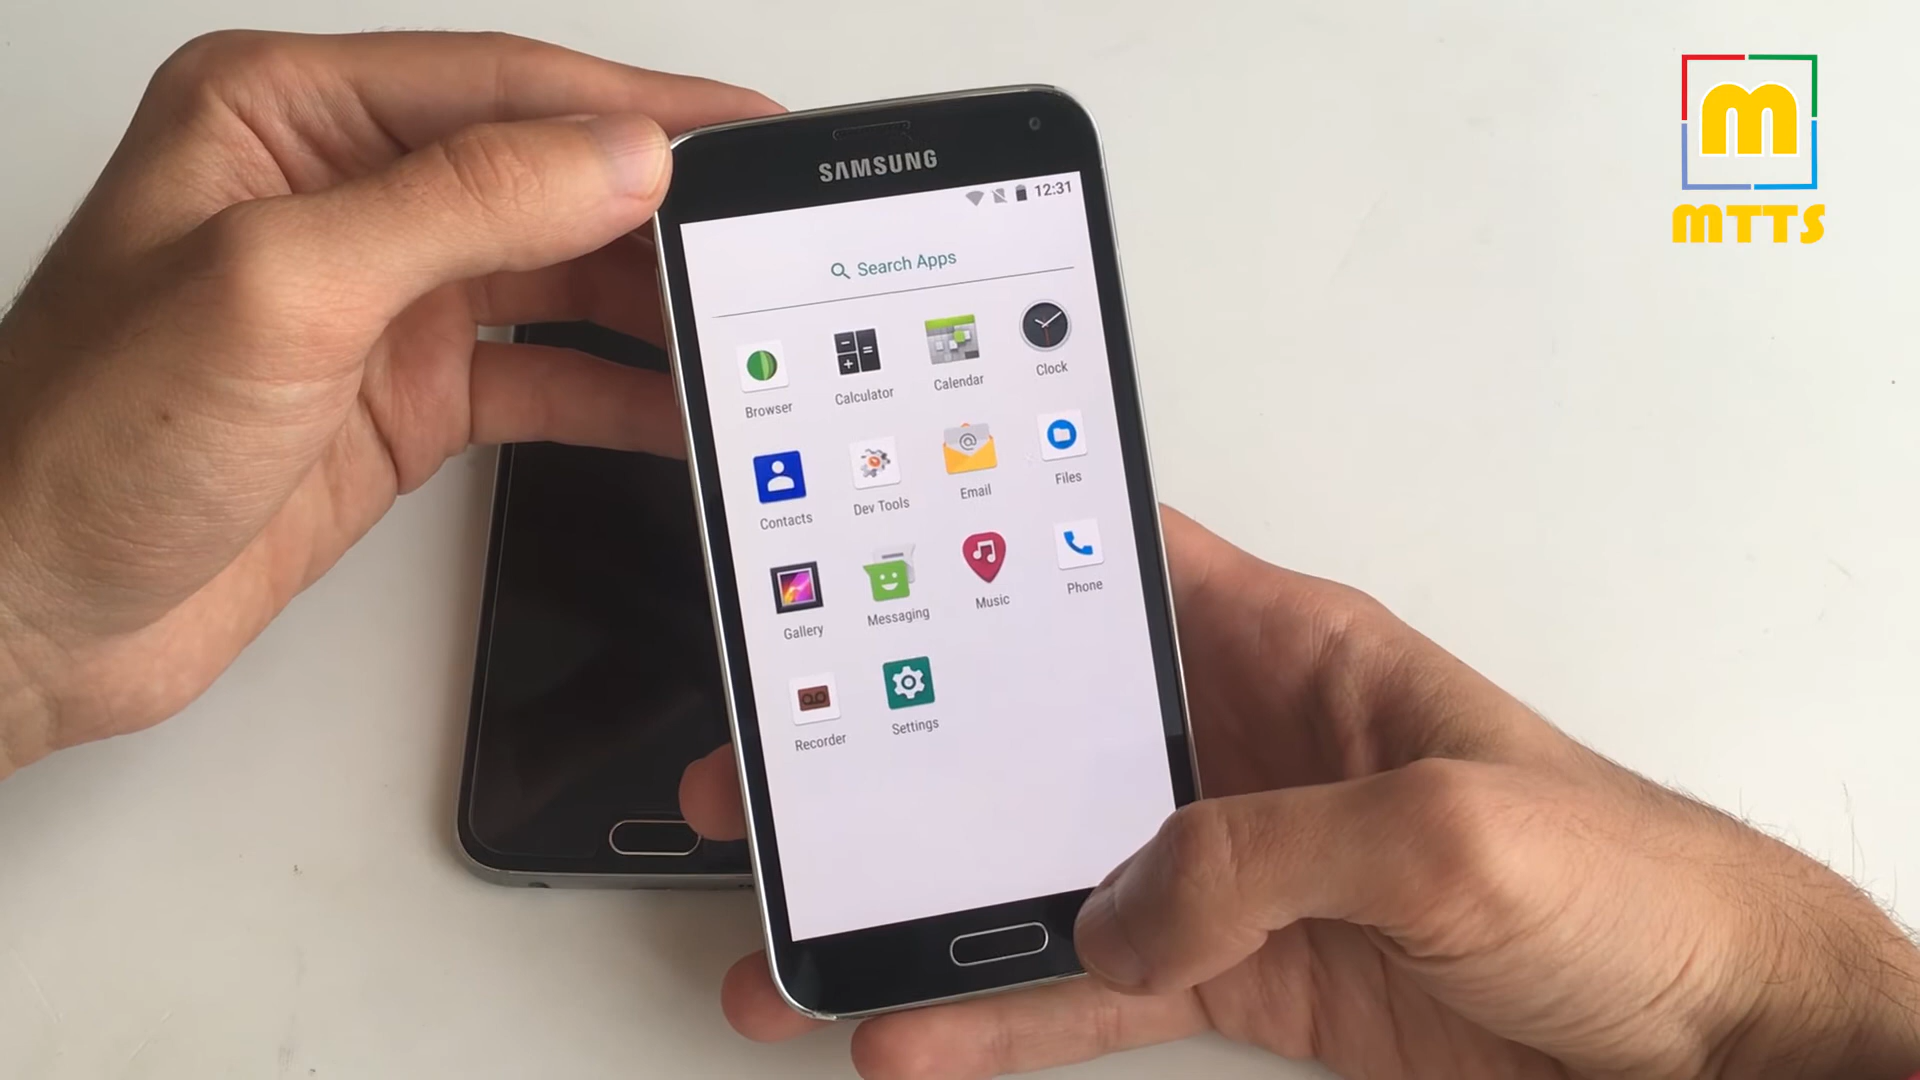 SAMSUNG
12:31
Search Apps
Browser
Calculator
Calendar
Clock
Contacts
Dev Tools
Email
Files
Gallery
Messaging
Music
Phone
Recorder
Settings
m
MTTS